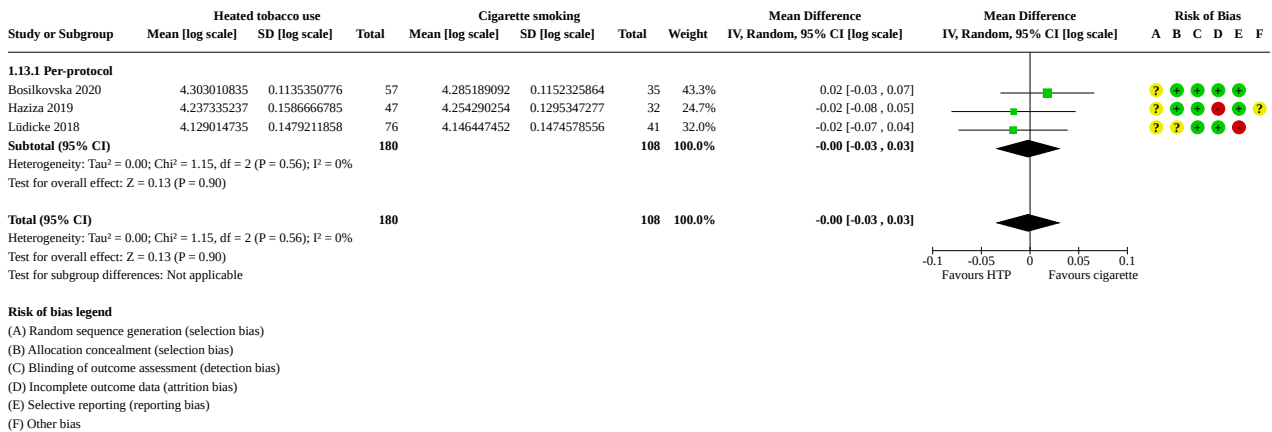 Heated tobacco use Cigarette smoking Mean Difference Mean Difference Risk of Bias
Study or Subgroup Mean [log scale] SD [log scale] Total Mean [log scale] SD [log scale] Total Weight IV, Random, 95% CI [log scale] IV, Random, 95% CI [log scale] A B C D E F
1.13.1 Per-protocol
Bosilkovska 2020 4.303010835 0.1135350776 57 4.285189092 0.1152325864 35 43.3% 0.02 [-0.03 , 0.07] ? + + + +
Haziza 2019 4.237335237 0.1586666785 47 4.254290254 0.1295347277 32 24.7% -0.02 [-0.08 , 0.05] ? + + - + ?
Lüdicke 2018 4.129014735 0.1479211858 76 4.146447452 0.1474578556 41 32.0% -0.02 [-0.07 , 0.04] ? ? + + -
Subtotal (95% CI) 180 108 100.0% -0.00 [-0.03 , 0.03]
Heterogeneity: Tau² = 0.00; Chi² = 1.15, df = 2 (P = 0.56); I² = 0%
Test for overall effect: Z = 0.13 (P = 0.90)
Total (95% CI) 180 108 100.0% -0.00 [-0.03 , 0.03]
Heterogeneity: Tau² = 0.00; Chi² = 1.15, df = 2 (P = 0.56); I² = 0%
Test for overall effect: Z = 0.13 (P = 0.90)
-0.1 -0.05 0 0.05 0.1
Test for subgroup differences: Not applicable
Favours HTP Favours cigarette
Risk of bias legend
(A) Random sequence generation (selection bias)
(B) Allocation concealment (selection bias)
(C) Blinding of outcome assessment (detection bias)
(D) Incomplete outcome data (attrition bias)
(E) Selective reporting (reporting bias)
(F) Other bias